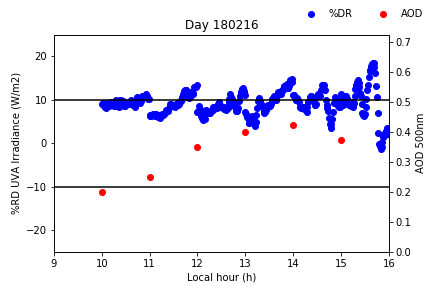 %DR AOD
Day 180216
20
10
0
−10
−20
0.7
0.6
0.5
0.4
0.3
0.2
0.1
0.0
%RD UVA Irradiance (W/m2)
AOD 500nm
9 10 11 12 13 14 15 16
Local hour (h)